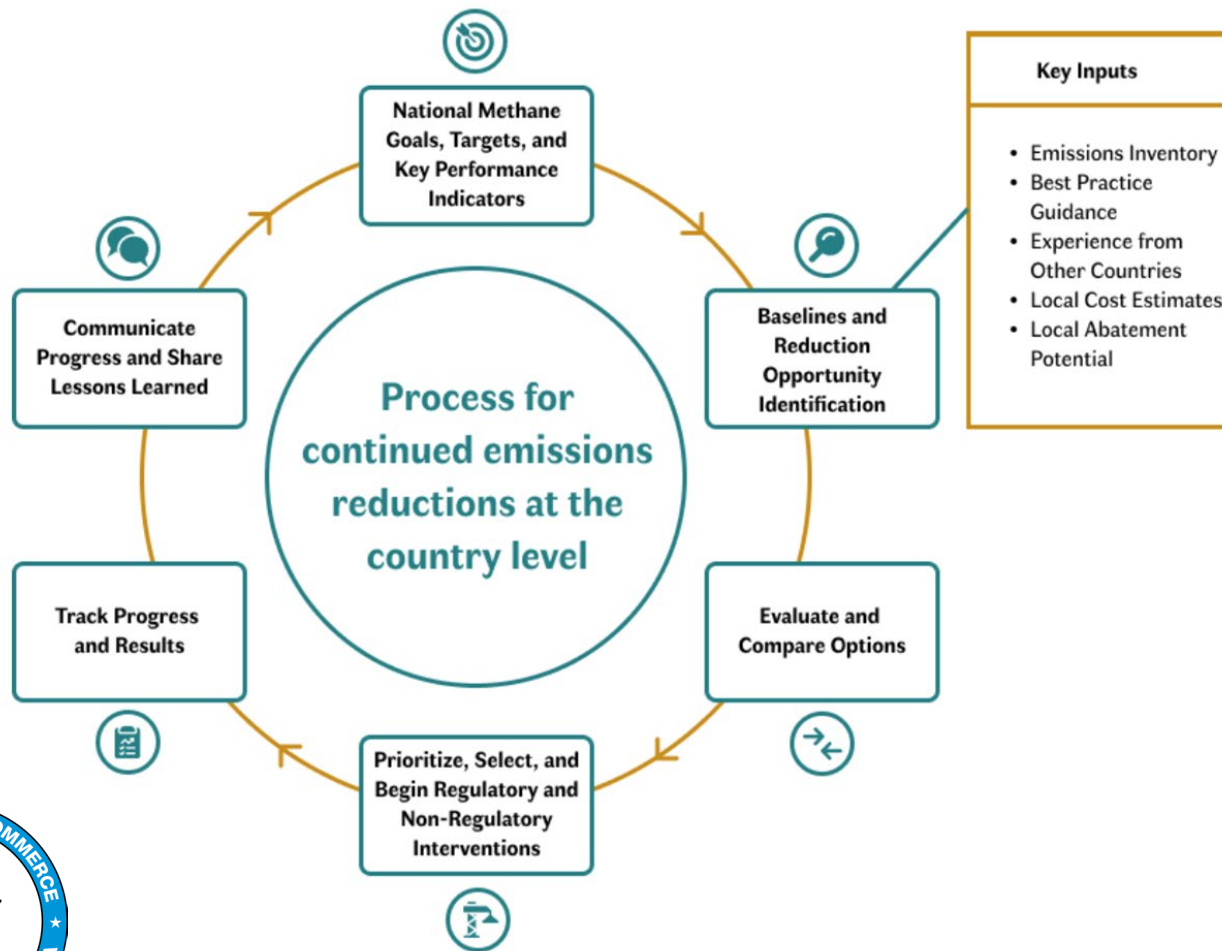 National Methane
Goals, Targets, and
Key Performance
Indicators
Key Inputs
• Emissions Inventory
• Best Practice
Guidance
• Experience from
Other Countries
• Local Cost Estimates
• Local Abatement
Potential
Baselines and
Reduction
Opportunity
Identification
Evaluate and
Compare Options
Prioritize, Select, and
Begin Regulatory and
Non-Regulatory
Interventions
Track Progress
and Results
Communicate
Progress and Share
Lessons Learned
Process for
continued emissions
reductions at the
country level